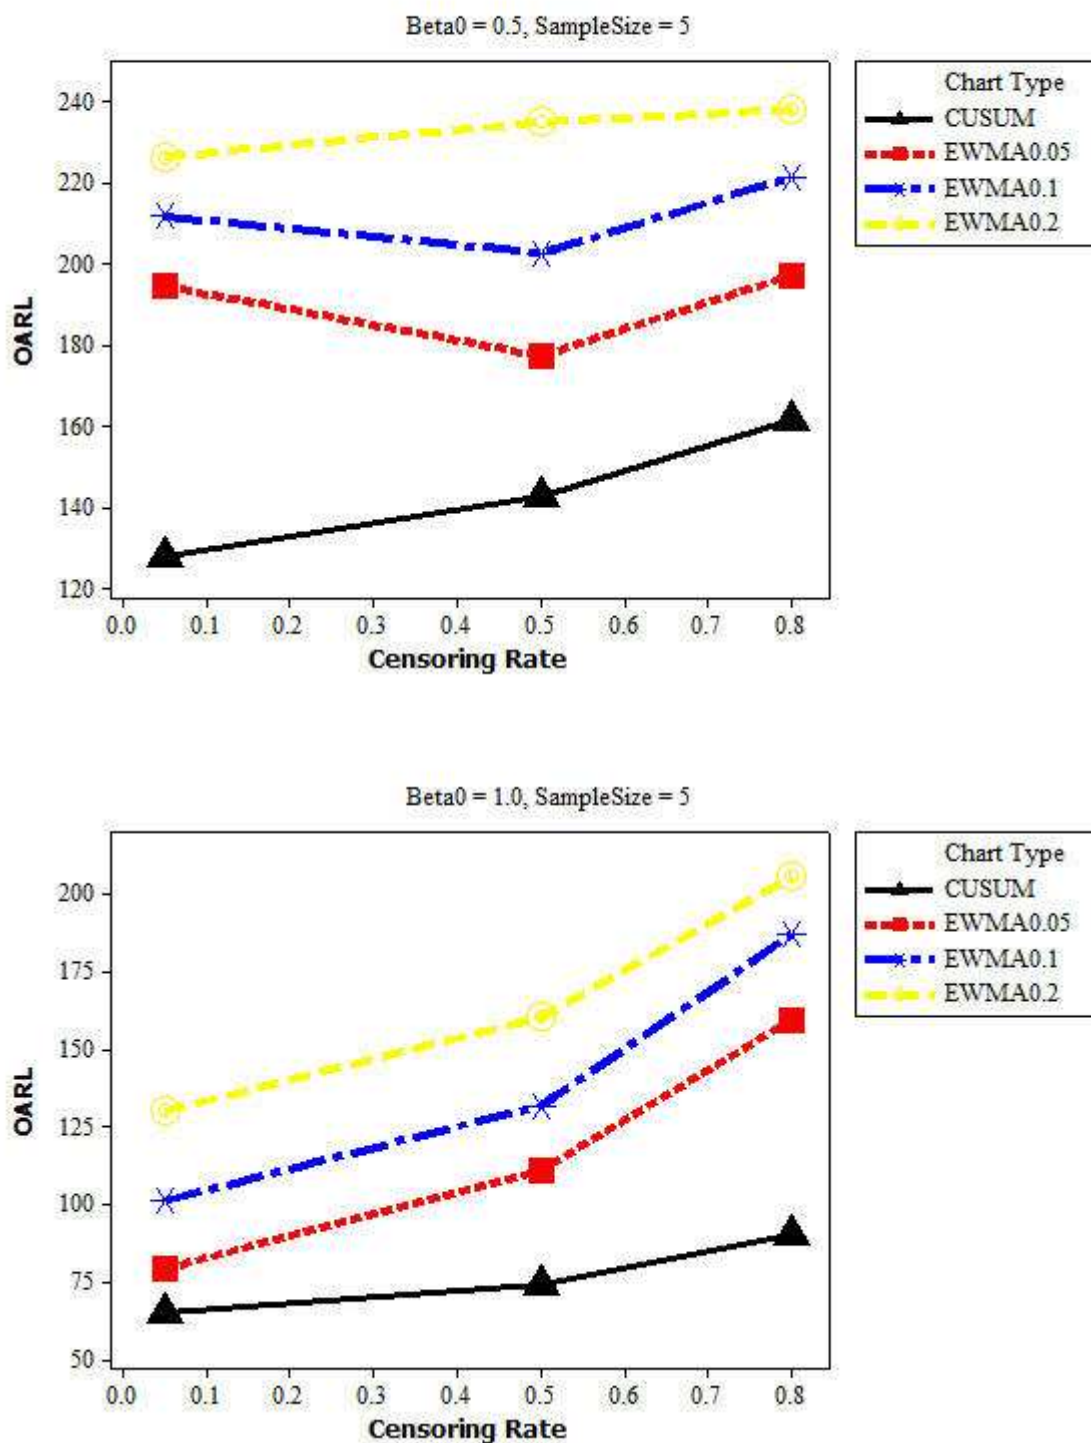 Beta0 = 0.5, SampleSize = 5
240
220
200
180
160
140
120
OARL
0.0 0.1 0.2 0.3 0.4 0.5 0.6 0.7 0.8
Censoring Rate
Chart Type
CUSUM
EWMA0.05
EWMA0.1
EWMA0.2
Beta0 = 1.0, SampleSize = 5
200
175
150
125
100
75
50
OARL
0.0 0.1 0.2 0.3 0.4 0.5 0.6 0.7 0.8
Censoring Rate
Chart Type
CUSUM
EWMA0.05
EWMA0.1
EWMA0.2